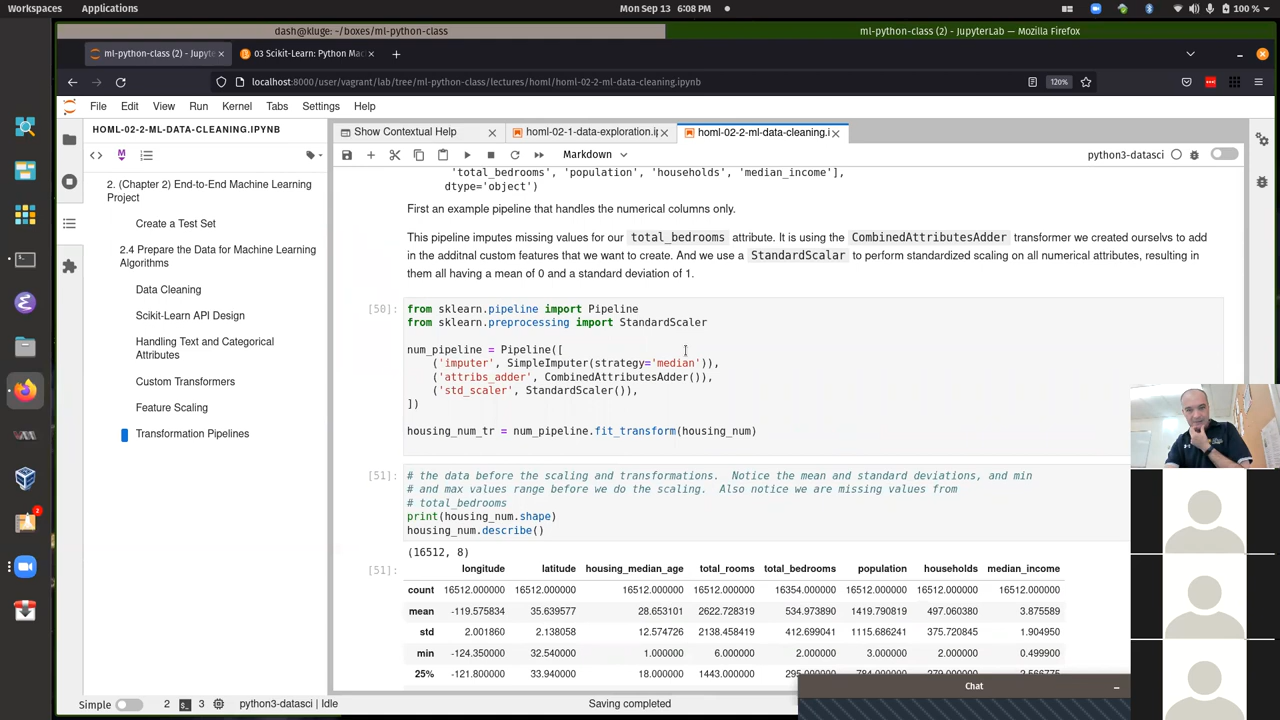 Workspaces Applications Mon Sep 13 6:08 PM 100 %
dash@kluge: ~/boxes/dash-skel ml-python-class (2) - JupyterLab — Mozilla Firefox
ml-python-class (2) - Jupyte 03 Scikit-Learn: Python Mac
localhost:8000/user/vagrant/lab/tree/ml-python-class/lectures/homl/homl-02-2-ml-data-cleaning.ipynb 120%
File Edit View Run Kernel Tabs Settings Help
HOML-02-2-ML-DATA-CLEANING.IPYNB
2. (Chapter 2) End-to-End Machine Learning
Project
Create a Test Set
2.4 Prepare the Data for Machine Learning
Algorithms
Data Cleaning
Scikit-Learn API Design
Handling Text and Categorical
Attributes
Custom Transformers
Feature Scaling
Transformation Pipelines
Show Contextual Help homl-02-1-data-exploration.i homl-02-2-ml-data-cleaning.i
Markdown python3-datasci
'total_bedrooms', 'population', 'households', 'median_income'],
dtype='object')
First an example pipeline that handles the numerical columns only.
This pipeline imputes missing values for our total_bedrooms attribute. It is using the CombinedAttributesAdder transformer we created ourselvs to add
in the additnal custom features that we want to create. And we use a StandardScalar to perform standardized scaling on all numerical attributes, resulting in
them all having a mean of 0 and a standard deviation of 1.
[50]: from sklearn.pipeline import Pipeline
from sklearn.preprocessing import StandardScaler
num_pipeline = Pipeline([
('imputer', SimpleImputer(strategy='median')),
('attribs_adder', CombinedAttributesAdder()),
('std_scaler', StandardScaler()),
])
housing_num_tr = num_pipeline.fit_transform(housing_num)
[51]: # the data before the scaling and transformations. Notice the mean and standard deviations, and min
# and max values range before we do the scaling. Also notice we are missing values from
# total_bedrooms
print(housing_num.shape)
housing_num.describe()
(16512, 8)
[51]: longitude latitude housing_median_age total_rooms total_bedrooms population households median_income
count 16512.000000 16512.000000 16512.000000 16512.000000 16354.000000 16512.000000 16512.000000 16512.000000
mean -119.575834 35.639577 28.653101 2622.728319 534.973890 1419.790819 497.060380 3.875589
std 2.001860 2.138058 12.574726 2138.458419 412.699041 1115.686241 375.720845 1.904950
min -124.350000 32.540000 1.000000 6.000000 2.000000 3.000000 2.000000 0.499900
25% -121.800000 33.940000 18.000000 1443.000000
Chat
Simple 2 3 python3-datasci | Idle Saving completed